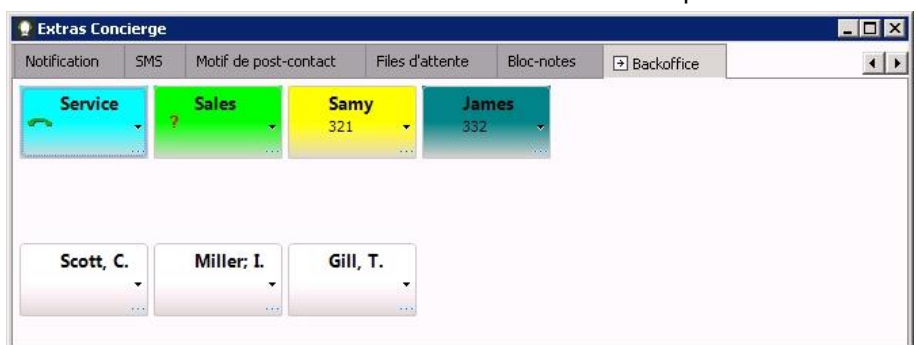 Extras Concierge
Notification SMS Motif de post-contact Files d'attente Bloc-notes Backoffice
Service Sales Samy James
? 321 332
... ... ... ...
Scott, C. Miller; I. Gill, T.
... ... ...